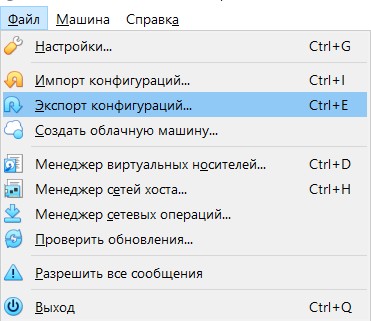 Файл Машина Справка
Настройки... Ctrl+G
Импорт конфигураций... Ctrl+I
Экспорт конфигураций... Ctrl+E
Создать облачную машину...
Менеджер виртуальных носителей... Ctrl+D
Менеджер сетей хоста... Ctrl+H
Менеджер сетевых операций...
Проверить обновления...
Разрешить все сообщения
Выход Ctrl+Q